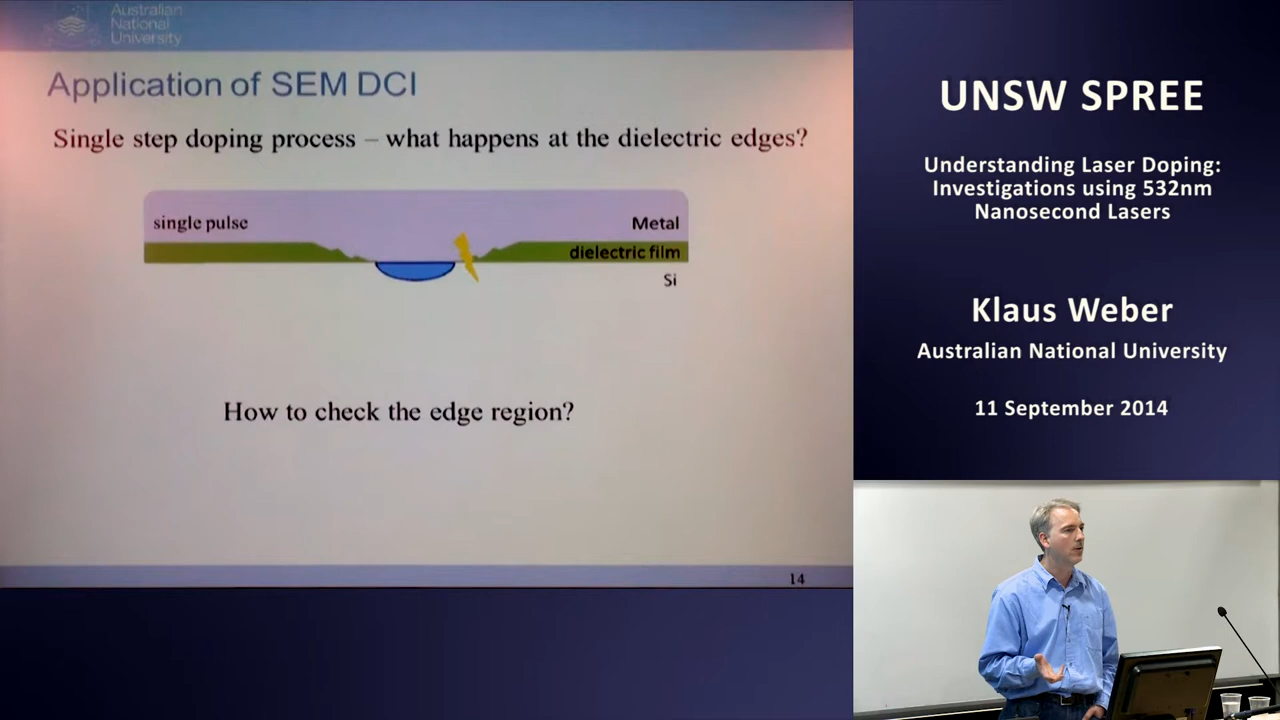 Australian
National
University
Application of SEM DCI
Single step doping process – what happens at the dielectric edges?
single pulse
Metal
dielectric film
Si
How to check the edge region?
14
UNSW SPREE
Understanding Laser Doping:
Investigations using 532nm
Nanosecond Lasers
Klaus Weber
Australian National University
11 September 2014